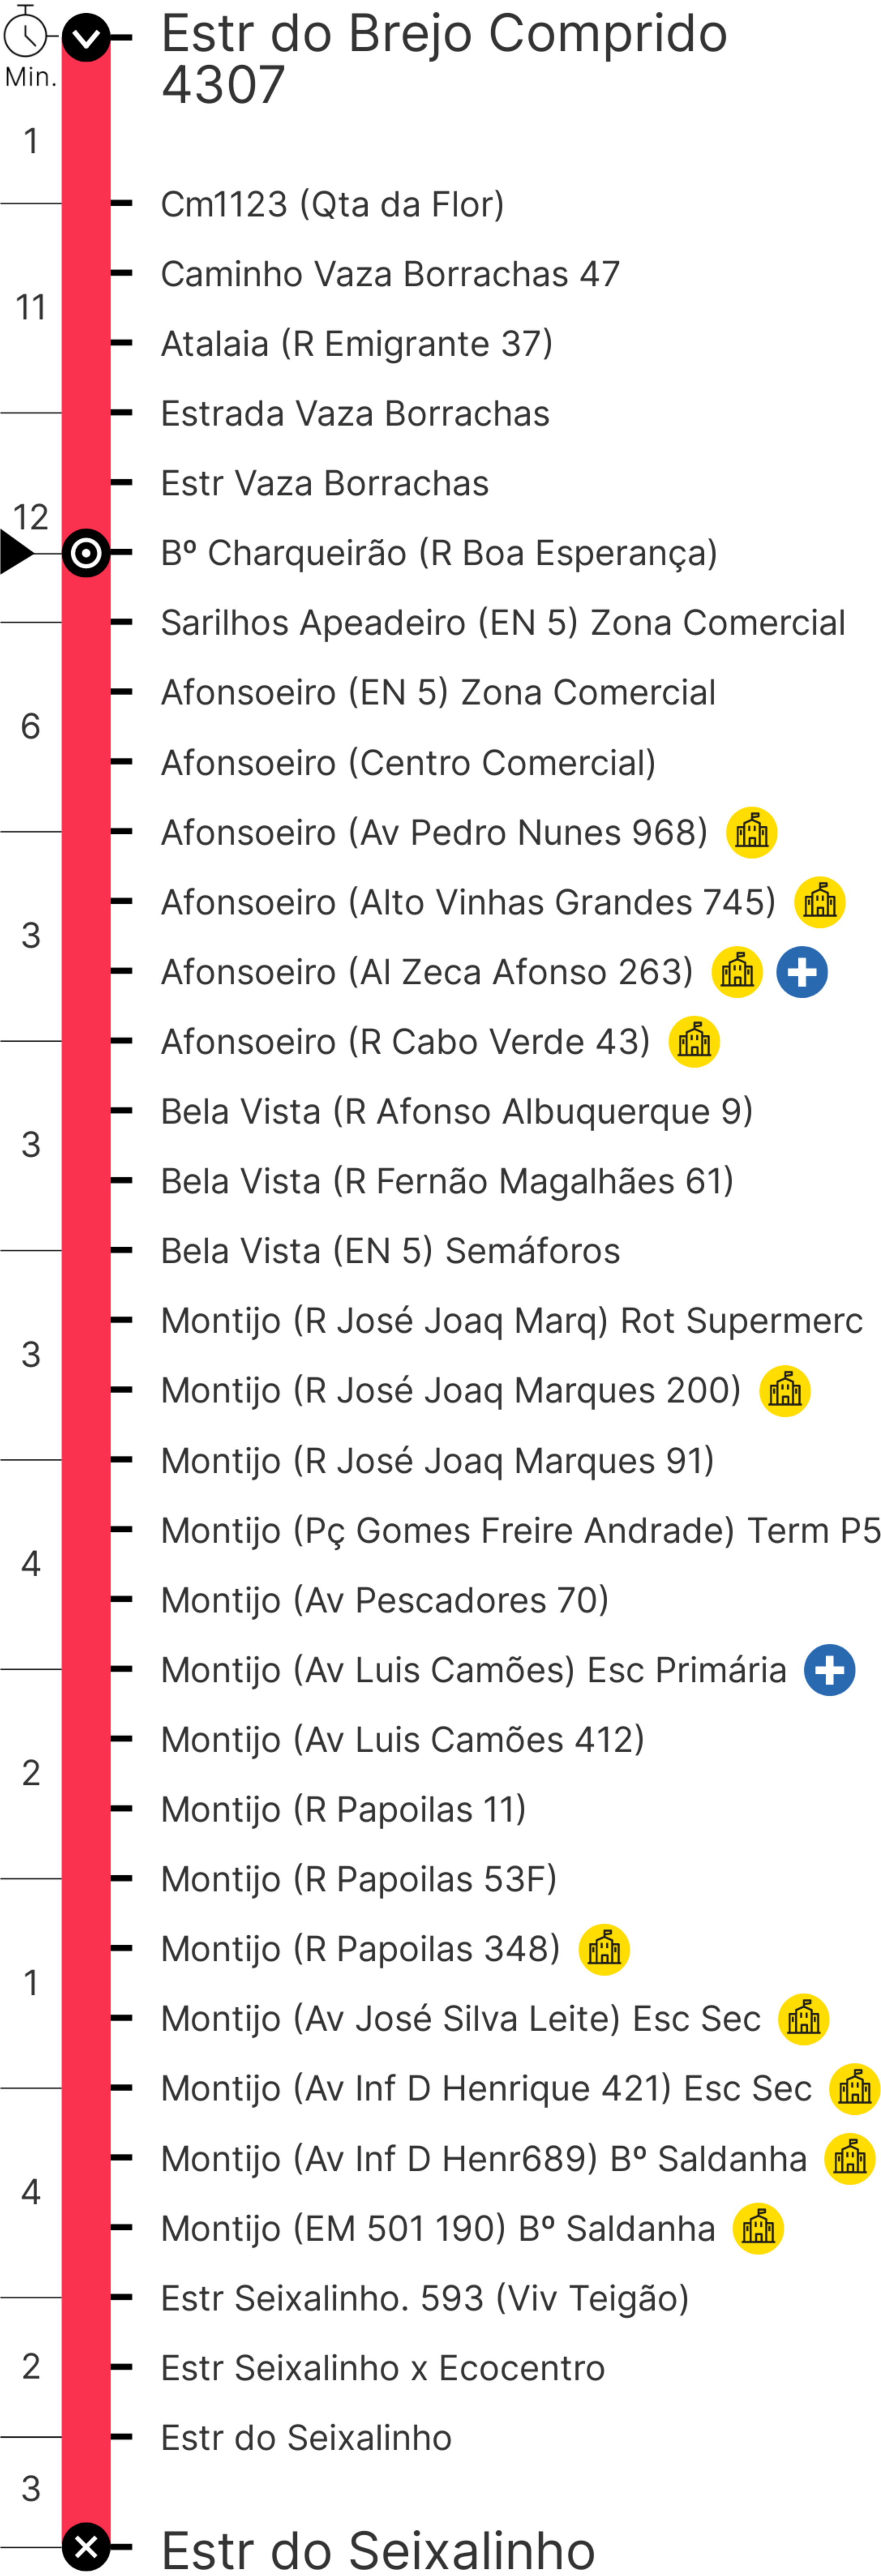 Estr do Brejo Comprido
4307
Min.
1
Cm1123 (Qta da Flor)
Caminho Vaza Borrachas 47
11
Atalaia (R Emigrante 37)
Estrada Vaza Borrachas
Estr Vaza Borrachas
12
Bº Charqueirão (R Boa Esperança)
Sarilhos Apeadeiro (EN 5) Zona Comercial
Afonsoeiro (EN 5) Zona Comercial
6
Afonsoeiro (Centro Comercial)
Afonsoeiro (Av Pedro Nunes 968)
Afonsoeiro (Alto Vinhas Grandes 745)
3
Afonsoeiro (Al Zeca Afonso 263)
Afonsoeiro (R Cabo Verde 43)
Bela Vista (R Afonso Albuquerque 9)
3
Bela Vista (R Fernão Magalhães 61)
Bela Vista (EN 5) Semáforos
Montijo (R José Joaq Marq) Rot Supermerc
3
Montijo (R José Joaq Marques 200)
Montijo (R José Joaq Marques 91)
Montijo (Pç Gomes Freire Andrade) Term P5
4
Montijo (Av Pescadores 70)
Montijo (Av Luis Camões) Esc Primária
Montijo (Av Luis Camões 412)
2
Montijo (R Papoilas 11)
Montijo (R Papoilas 53F)
Montijo (R Papoilas 348)
1
Montijo (Av José Silva Leite) Esc Sec
Montijo (Av Inf D Henrique 421) Esc Sec
Montijo (Av Inf D Henr689) Bº Saldanha
4
Montijo (EM 501 190) Bº Saldanha
Estr Seixalinho. 593 (Viv Teigão)
2
Estr Seixalinho x Ecocentro
Estr do Seixalinho
3
Estr do Seixalinho